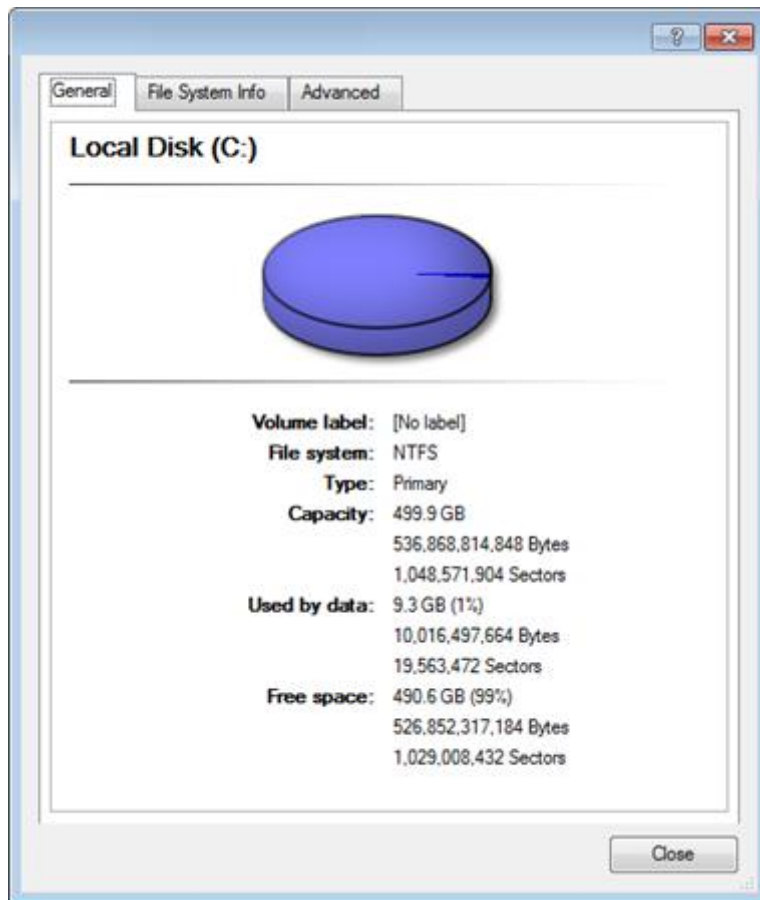 General File System Info Advanced
Local Disk (C:)
Volume label: [No label]
File system: NTFS
Type: Primary
Capacity: 499.9 GB
536,868,814,848 Bytes
1,048,571,904 Sectors
Used by data: 9.3 GB (1%)
10,016,497,664 Bytes
19,563,472 Sectors
Free space: 490.6 GB (99%)
526,852,317,184 Bytes
1,029,008,432 Sectors
Close